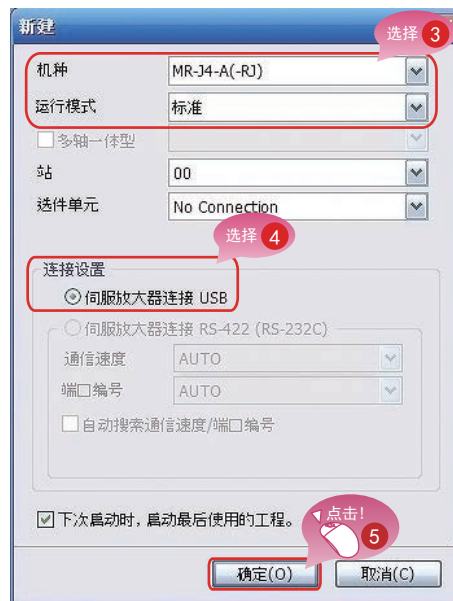 新建
选择 3
机种 MR-J4-A(-RJ)
运行模式 标准
多轴一体型
站 00
选件单元 No Connection
选择 4
连接设置
伺服放大器连接 USB
伺服放大器连接 RS-422 (RS-232C)
通信速度 AUTO
端口编号 AUTO
自动搜索通信速度/端口编号
下次启动时，启动最后使用的工程。
点击!
5
确定(O) 取消(C)